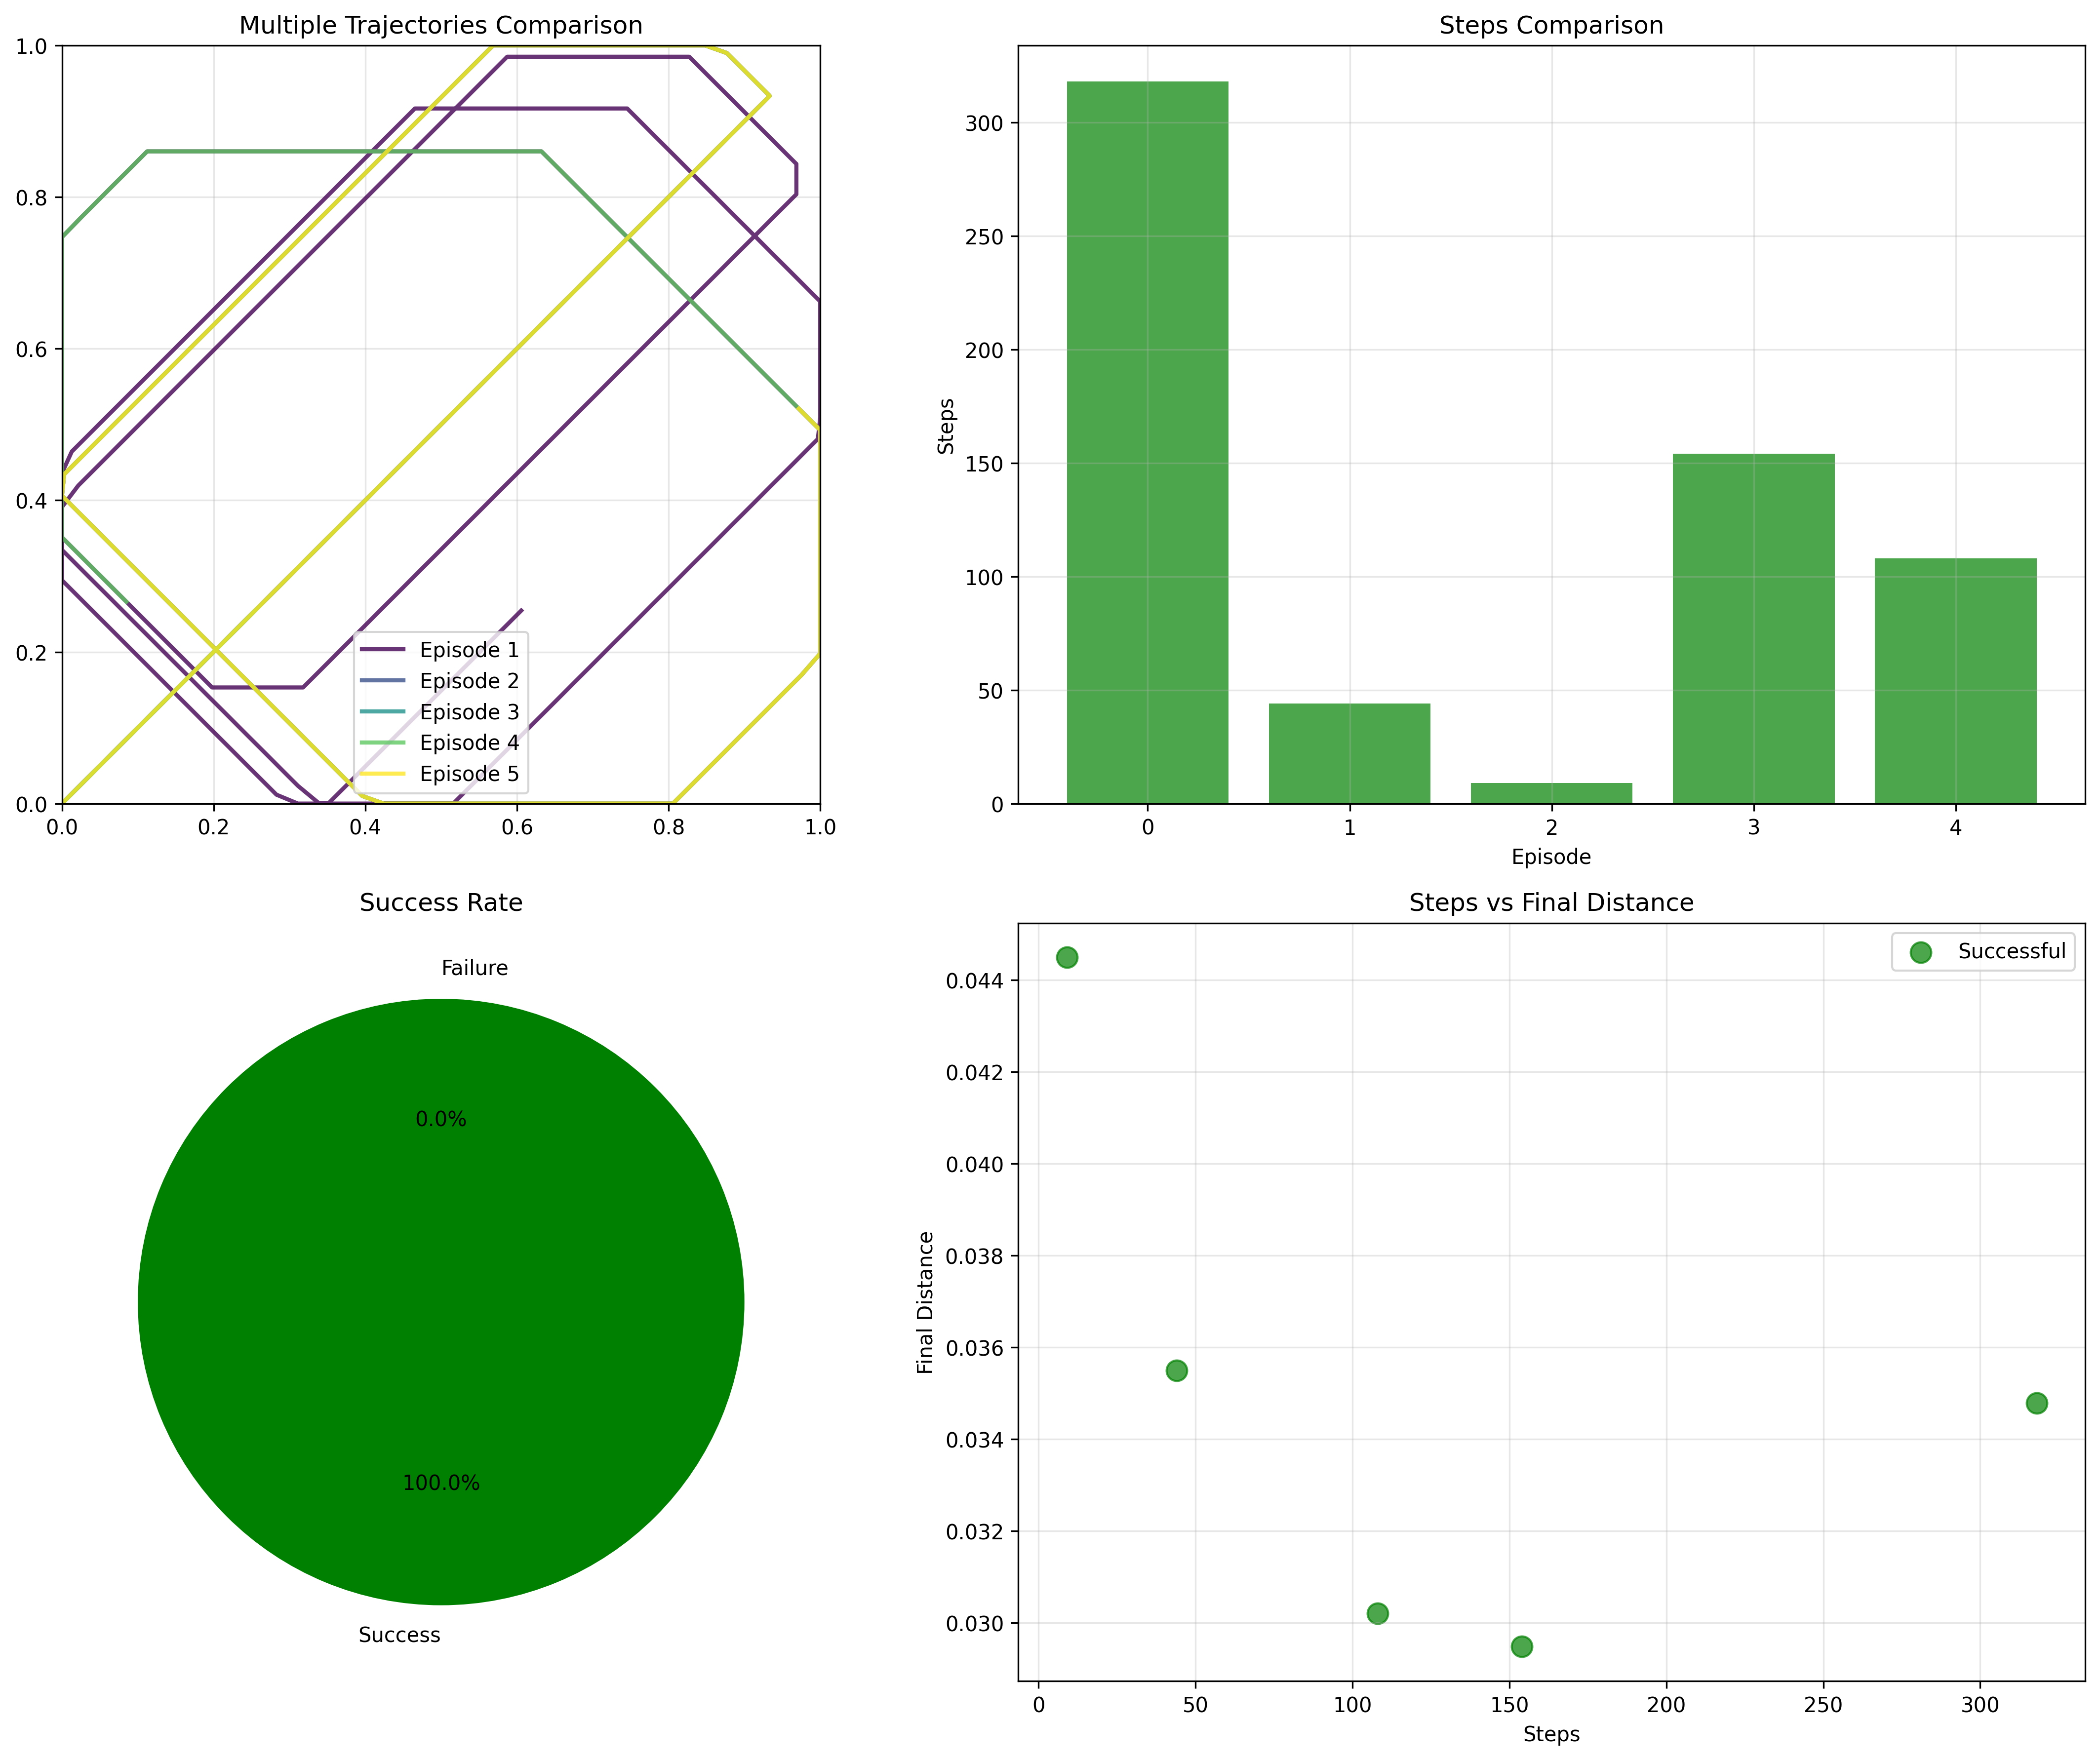 Multiple Trajectories Comparison
1.0
0.8
0.6
0.4
0.2
0.0
0.0 0.2 0.4 0.6 0.8 1.0
Episode 1
Episode 2
Episode 3
Episode 4
Episode 5
Steps Comparison
Steps
300
250
200
150
100
50
0
0 1 2 3 4
Episode
Success Rate
Failure
0.0%
100.0%
Success
Steps vs Final Distance
Successful
Final Distance
0.044
0.042
0.040
0.038
0.036
0.034
0.032
0.030
0 50 100 150 200 250 300
Steps